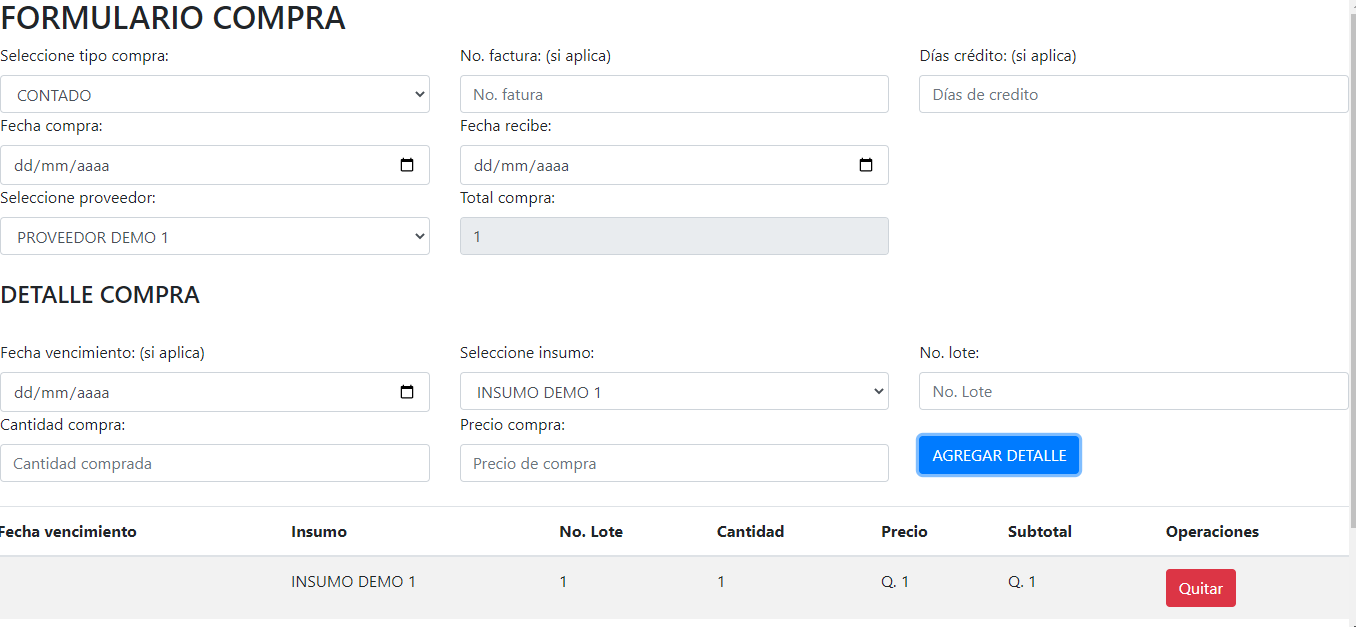 FORMULARIO COMPRA
Seleccione tipo compra: No. factura: (si aplica) Días crédito: (si aplica)
CONTADO No. fatura Días de credito
Fecha compra: Fecha recibe:
dd/mm/aaaa dd/mm/aaaa
Seleccione proveedor: Total compra:
PROVEEDOR DEMO 1 1
DETALLE COMPRA
Fecha vencimiento: (si aplica) Seleccione insumo: No. lote:
dd/mm/aaaa INSUMO DEMO 1 No. Lote
Cantidad compra: Precio compra:
Cantidad comprada Precio de compra AGREGAR DETALLE
Fecha vencimiento Insumo No. Lote Cantidad Precio Subtotal Operaciones
INSUMO DEMO 1 1 1 Q. 1 Q. 1 Quitar